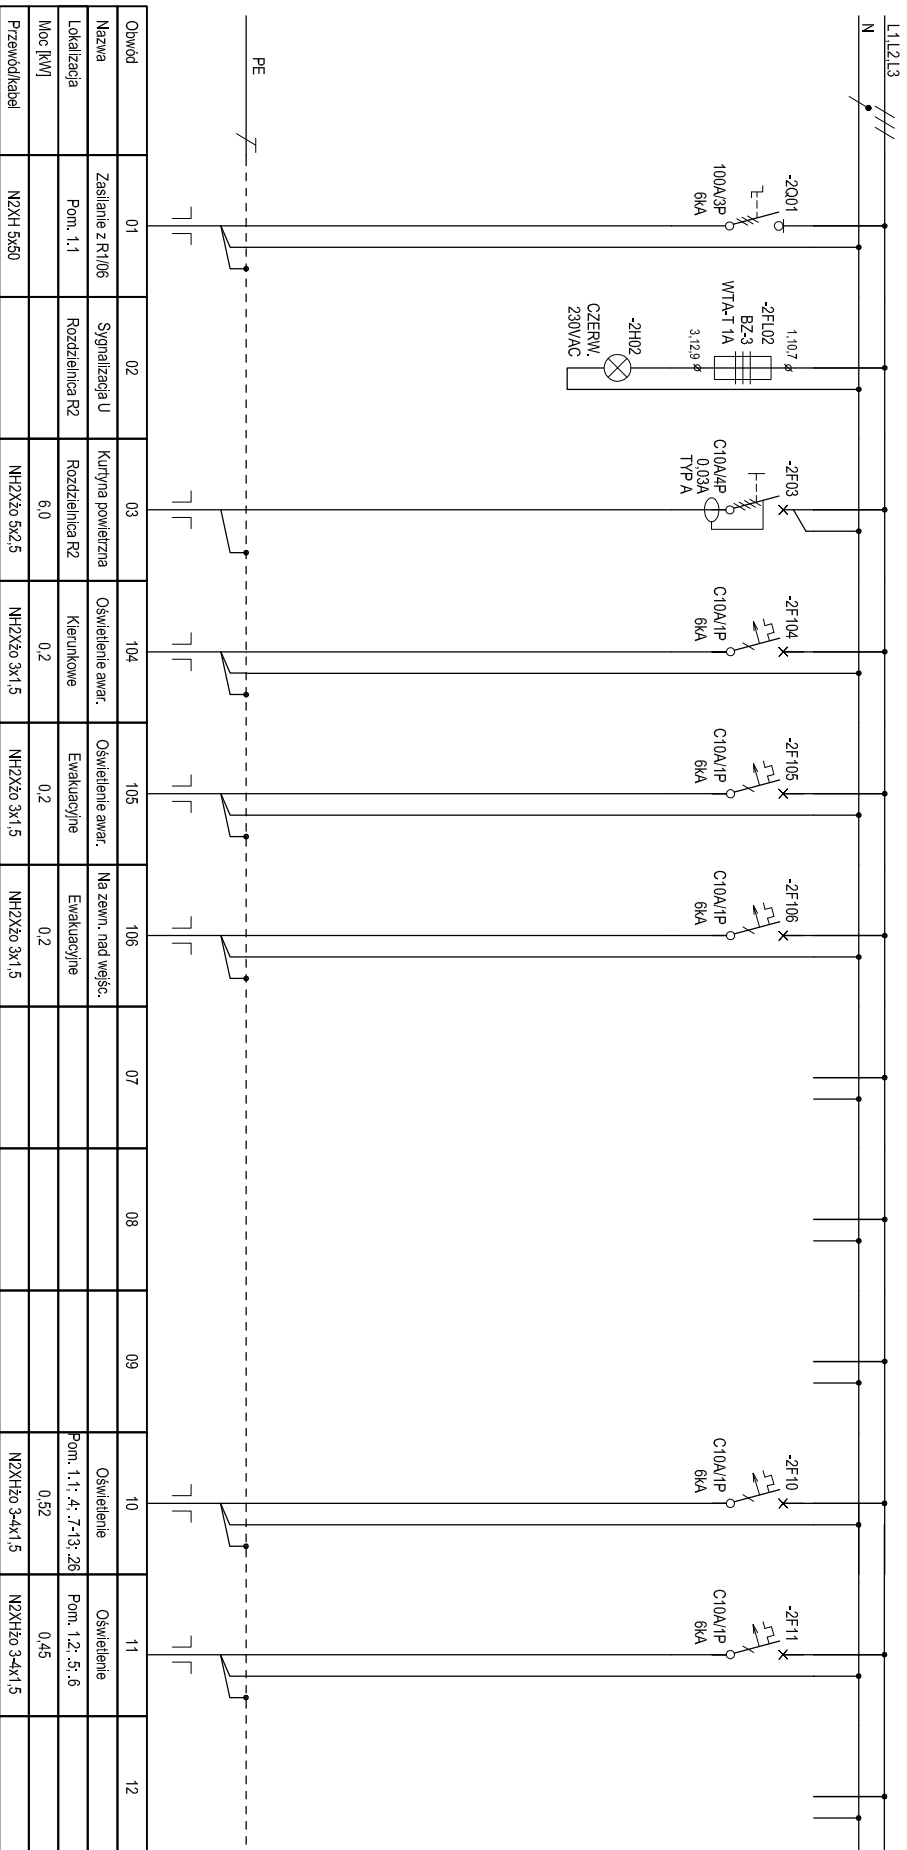 L1,L2,L3
N
PE
-2Q01
100A/3P
6kA
1,10,7
-2FL02
BZ-3
WTA-T 1A
3,12,9
-2H02
CZERW.
230VAC
-2F03
C10A/4P
0,03A
TYP A
-2F104
C10A/1P
6kA
-2F105
C10A/1P
6kA
-2F106
C10A/1P
6kA
-2F10
C10A/1P
6kA
-2F11
C10A/1P
6kA
Obwód 01 02 03 104 105 106 07 08 09 10 11 12
Nazwa Zasilanie z R1/06 Sygnalizacja U Kurtyna powietrzna Oświetlenie awar. Oświetlenie awar. Na zewn. nad wejśc. Oświetlenie Oświetlenie
Lokalizacja Pom. 1.1 Rozdzielnica R2 Rozdzielnica R2 Kierunkowe Ewakuacyjne Ewakuacyjne Pom. 1.1; .4; .7-13; .26 Pom. 1.2; .5; .6
Moc [kW] 6,0 0,2 0,2 0,2 0,52 0,45
Przewód/kabel N2XH 5x50 NH2Xżo 5x2,5 NH2Xżo 3x1,5 NH2Xżo 3x1,5 NH2Xżo 3x1,5 N2XHżo 3-4x1,5 N2XHżo 3-4x1,5